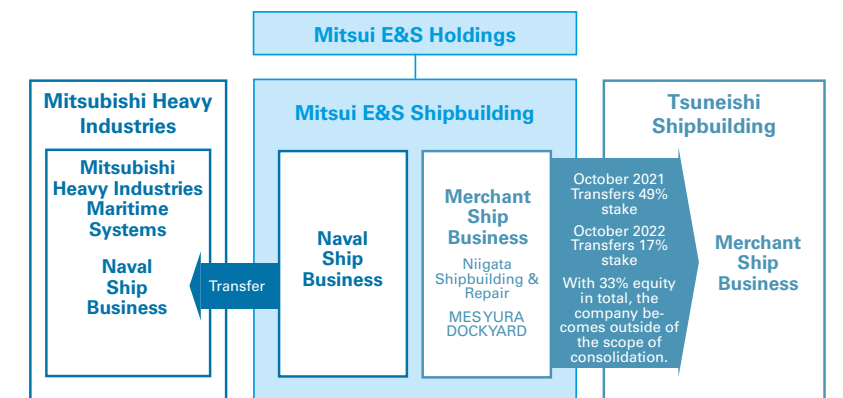 Mitsui E&S Holdings
Mitsubishi Heavy
Industries
Mitsubishi
Heavy Industries
Maritime
Systems
Naval
Ship
Business
Transfer
Mitsui E&S Shipbuilding
Naval
Ship
Business
Merchant
Ship
Business
Niigata
Shipbuilding &
Repair
MES YURA
DOCKYARD
October 2021
Transfers 49%
stake
October 2022
Transfers 17%
stake
With 33% equity
in total, the
company be-
comes outside of
the scope of
consolidation.
Tsuneishi
Shipbuilding
Merchant
Ship
Business